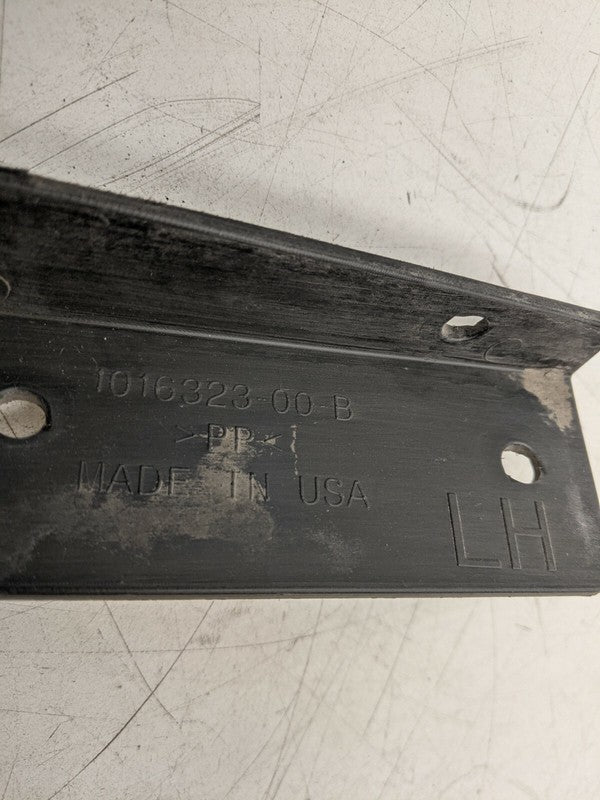 1016323-00-B
>PP<
MADE IN USA
LH